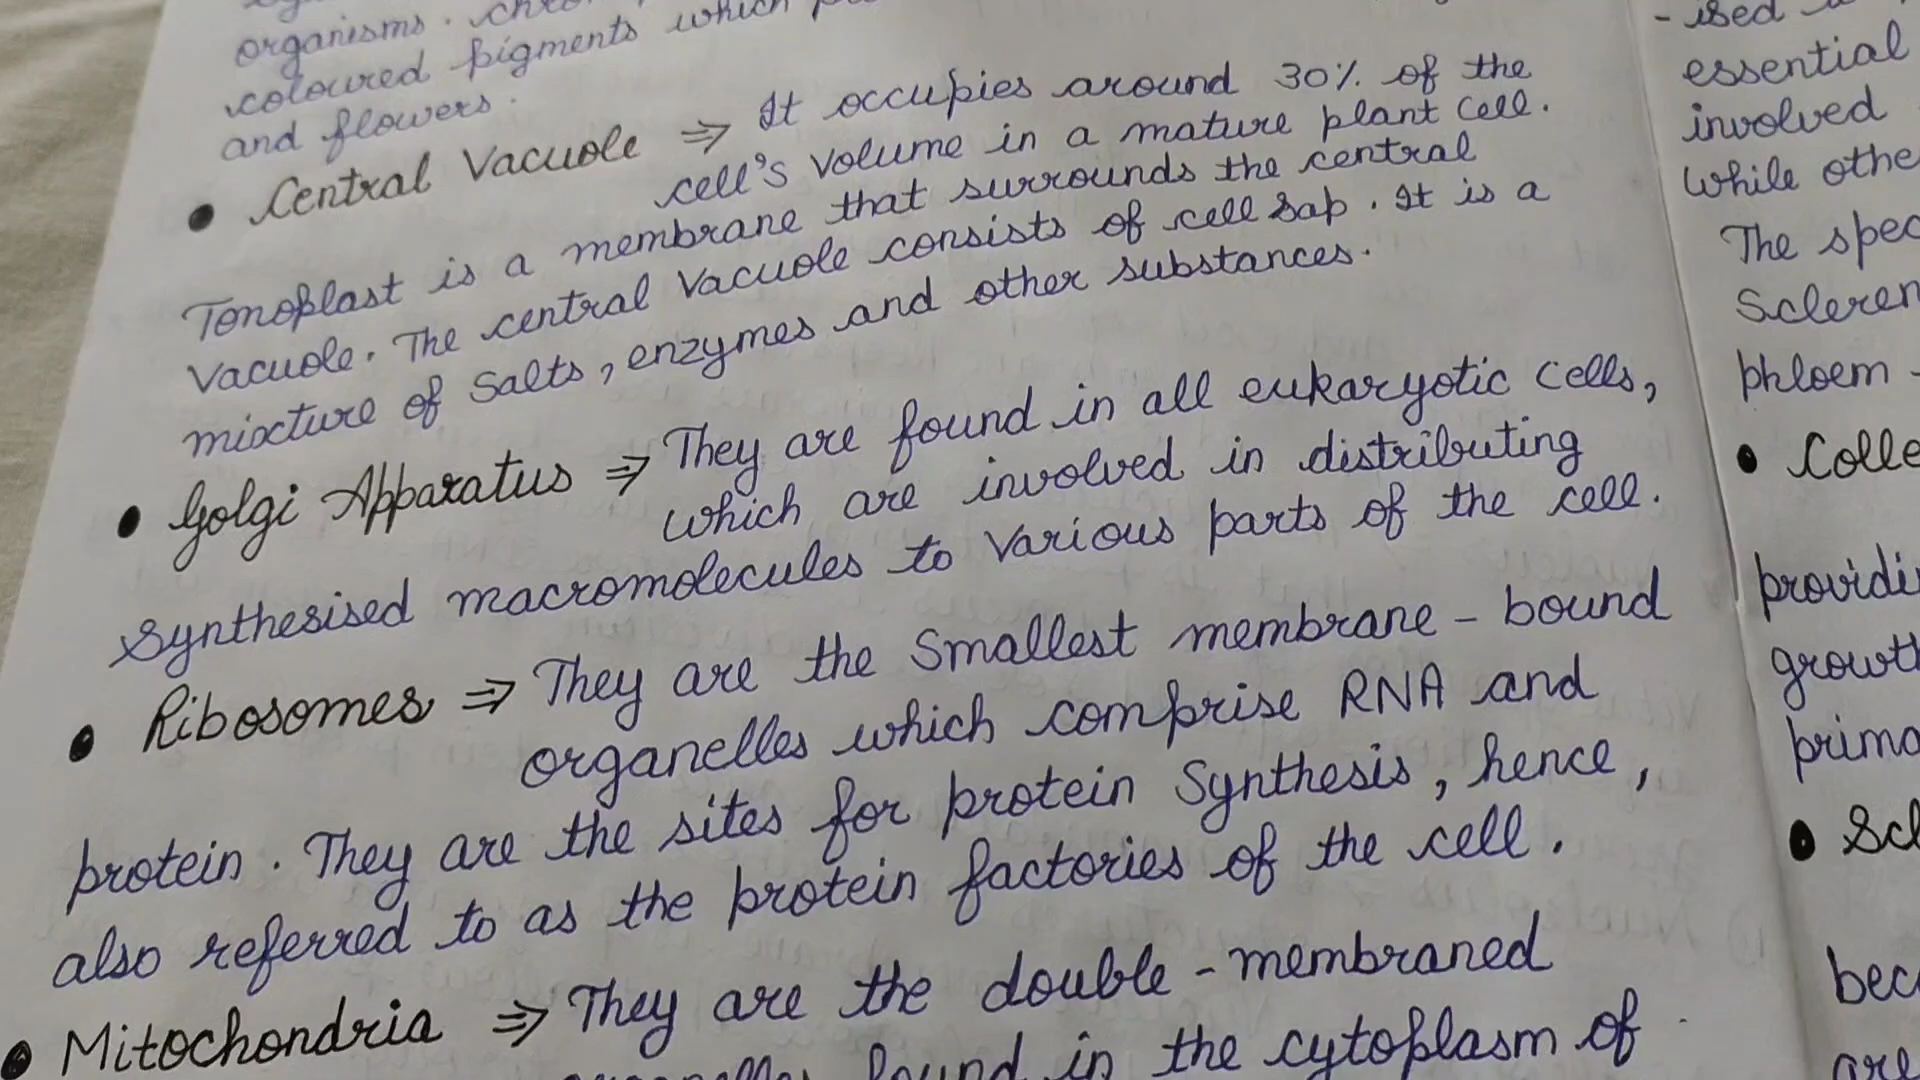 organisms.
coloured pigments which
and flowers.
• Central Vacuole ⇒ It occupies around 30% of the
cell's volume in a mature plant cell.
Tonoplast is a membrane that surrounds the central
vacuole. The central vacuole consists of cell sap. It is a
mixture of salts, enzymes and other substances.
• Golgi Apparatus ⇒ They are found in all eukaryotic cells,
which are involved in distributing
synthesised macromolecules to various parts of the cell.
• Ribosomes ⇒ They are the smallest membrane-bound
organelles which comprise RNA and
protein. They are the sites for protein synthesis, hence,
also referred to as the protein factories of the cell.
• Mitochondria ⇒ They are the double-membraned
found in the cytoplasm of
essential
involved
while othe
The spec
Scleren
phloem -
• Colle
providi
growt
prima
• Scl
bec
are